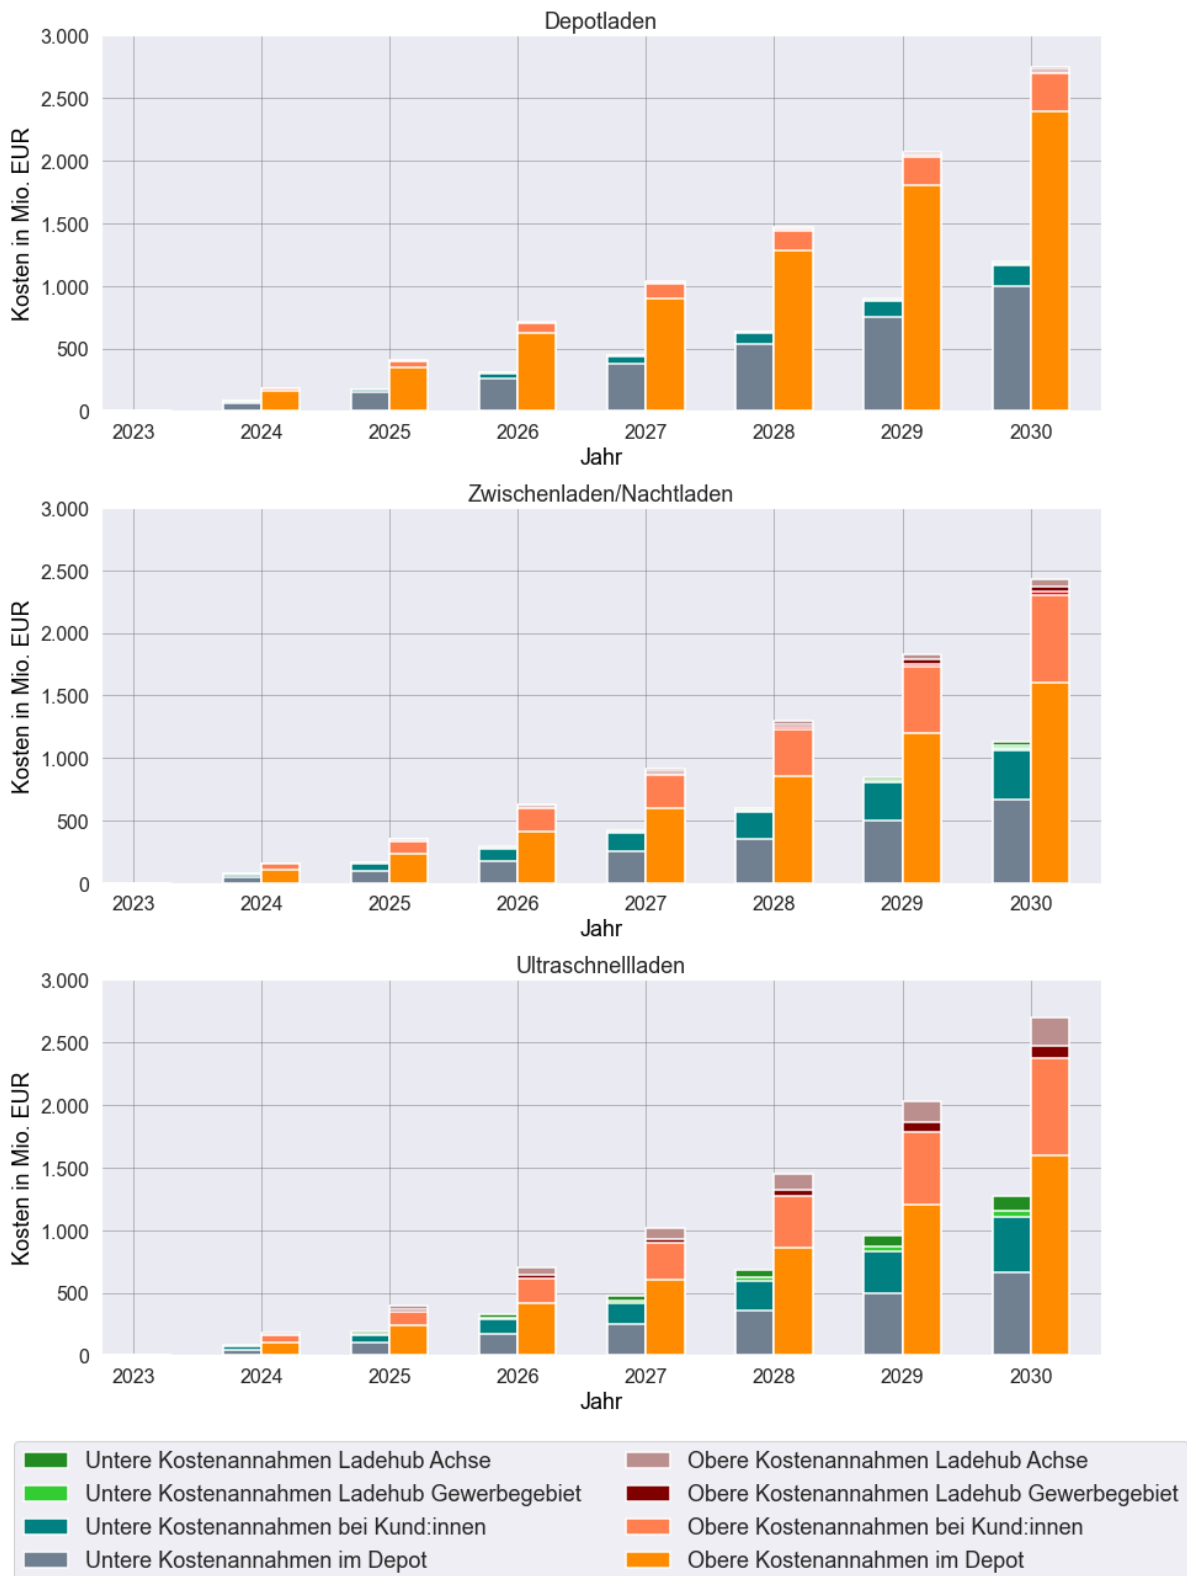 Depotladen
3.000
2.500
2.000
1.500
1.000
500
0
Kosten in Mio. EUR
2023 2024 2025 2026 2027 2028 2029 2030
Jahr
Zwischenladen/Nachtladen
3.000
2.500
2.000
1.500
1.000
500
0
Kosten in Mio. EUR
2023 2024 2025 2026 2027 2028 2029 2030
Jahr
Ultraschnellladen
3.000
2.500
2.000
1.500
1.000
500
0
Kosten in Mio. EUR
2023 2024 2025 2026 2027 2028 2029 2030
Jahr
Untere Kostenannahmen Ladehub Achse
Untere Kostenannahmen Ladehub Gewerbegebiet
Untere Kostenannahmen bei Kund:innen
Untere Kostenannahmen im Depot
Obere Kostenannahmen Ladehub Achse
Obere Kostenannahmen Ladehub Gewerbegebiet
Obere Kostenannahmen bei Kund:innen
Obere Kostenannahmen im Depot